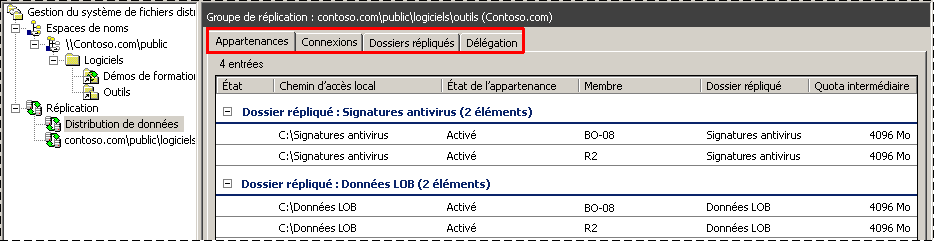 Gestion du système de fichiers distri
Espaces de noms
\\Contoso.com\public
Logiciels
Démos de formation
Outils
Réplication
Distribution de données
contoso.com\public\logiciels
Groupe de réplication : contoso.com\public\logiciels\outils (Contoso.com)
Appartenances Connexions Dossiers répliqués Délégation
4 entrées
État Chemin d'accès local État de l'appartenance Membre Dossier répliqué Quota intermédiaire
Dossier répliqué : Signatures antivirus (2 éléments)
C:\Signatures antivirus Activé BO-08 Signatures antivirus 4096 Mo
C:\Signatures antivirus Activé R2 Signatures antivirus 4096 Mo
Dossier répliqué : Données LOB (2 éléments)
C:\Données LOB Activé BO-08 Données LOB 4096 Mo
C:\Données LOB Activé R2 Données LOB 4096 Mo